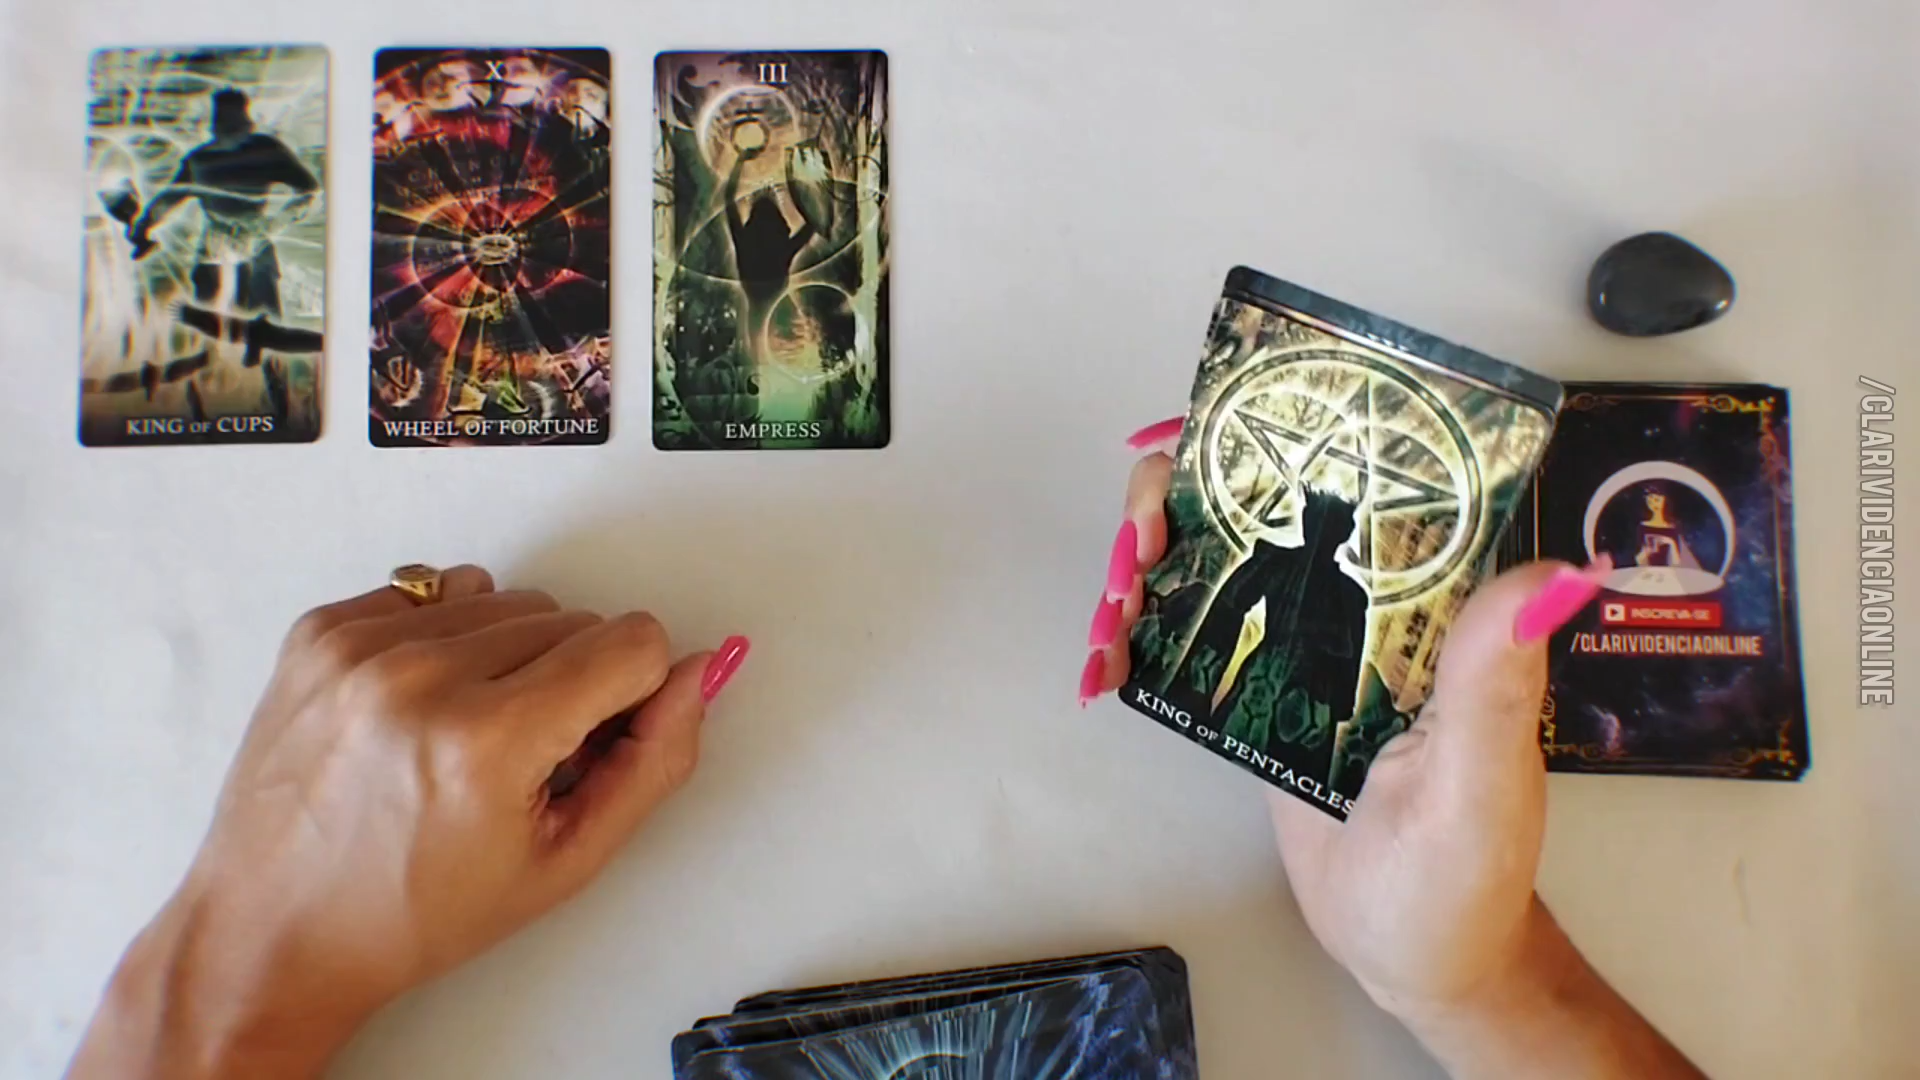 KING OF CUPS
X
WHEEL OF FORTUNE
III
EMPRESS
KING OF PENTACLES
INSCREVA-SE
/CLARIVIDENCIAONLINE
/CLARIVIDENCIAONLINE